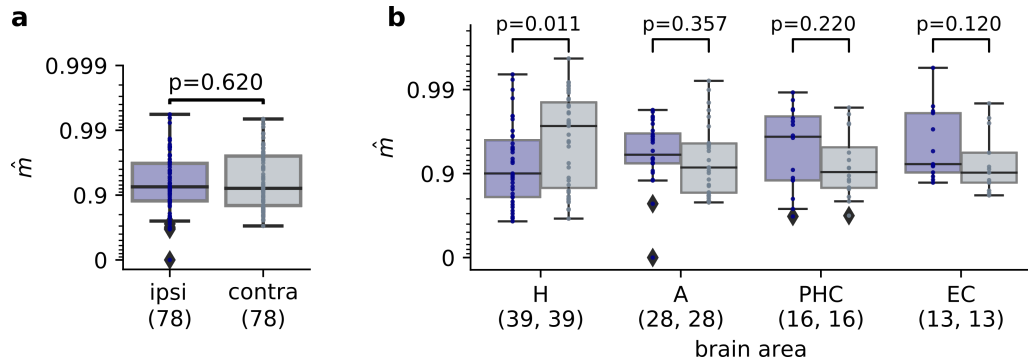 a
p=0.620
0.999
0.99
0.9
0
m̂
ipsi
(78)
contra
(78)
b
p=0.011
p=0.357
p=0.220
p=0.120
0.99
0.9
0
m̂
H
(39, 39)
A
(28, 28)
PHC
(16, 16)
EC
(13, 13)
brain area